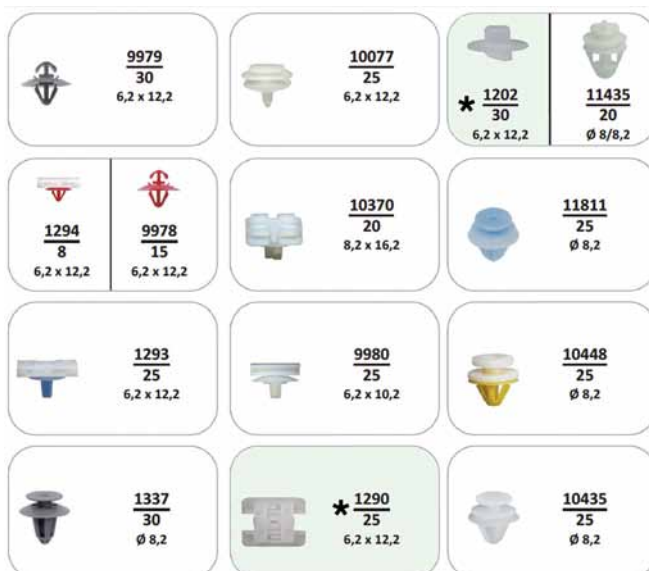 9979
30
6,2 x 12,2
10077
25
6,2 x 12,2
* 1202
30
6,2 x 12,2
11435
20
Ø 8/8,2
1294
8
6,2 x 12,2
9978
15
6,2 x 12,2
10370
20
8,2 x 16,2
11811
25
Ø 8,2
1293
25
6,2 x 12,2
9980
25
6,2 x 10,2
10448
25
Ø 8,2
1337
30
Ø 8,2
* 1290
25
6,2 x 12,2
10435
25
Ø 8,2